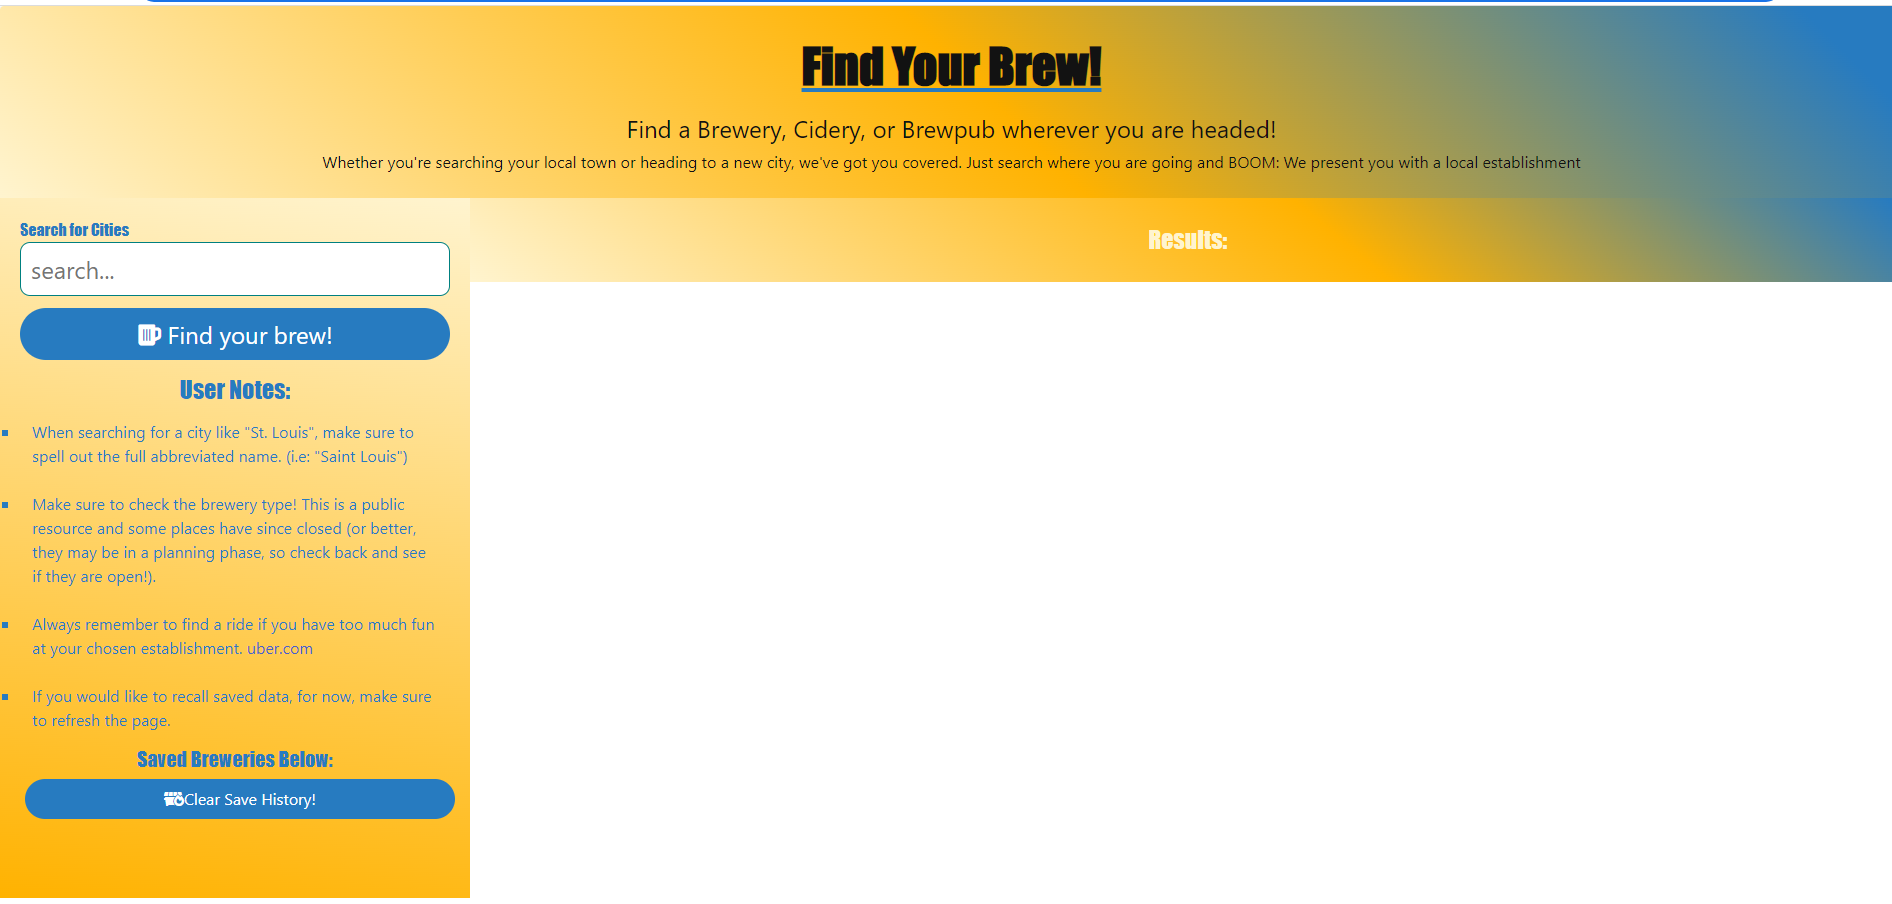 Find Your Brew!
Find a Brewery, Cidery, or Brewpub wherever you are headed!
Whether you're searching your local town or heading to a new city, we've got you covered. Just search where you are going and BOOM: We present you with a local establishment
Search for Cities
search...
Find your brew!
User Notes:
When searching for a city like "St. Louis", make sure to
spell out the full abbreviated name. (i.e: "Saint Louis")
Make sure to check the brewery type! This is a public
resource and some places have since closed (or better,
they may be in a planning phase, so check back and see
if they are open!).
Always remember to find a ride if you have too much fun
at your chosen establishment. uber.com
If you would like to recall saved data, for now, make sure
to refresh the page.
Saved Breweries Below:
Clear Save History!
Results: